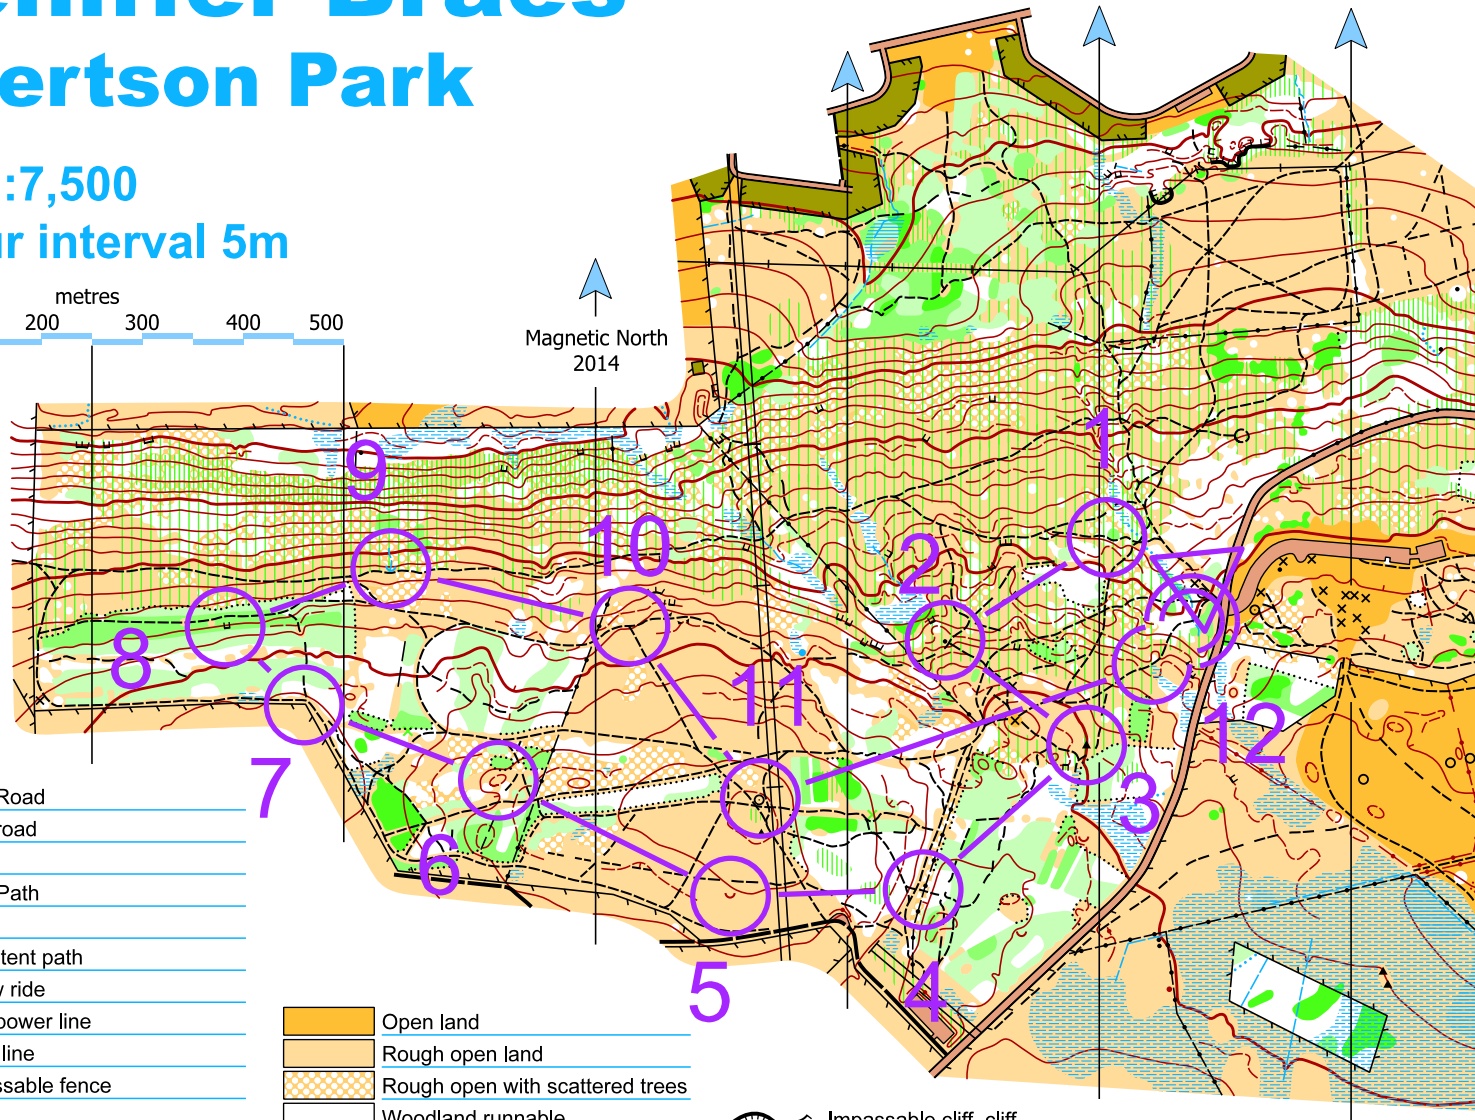 ertson Park
:7,500
ur interval 5m
metres
200 300 400 500
Magnetic North
2014
1
2
3
4
5
6
7
8
9
10
11
12
Road
road
Path
tent path
ride
power line
line
ssable fence
Open land
Rough open land
Rough open with scattered trees
Woodland runnable
Impassable cliff, cliff